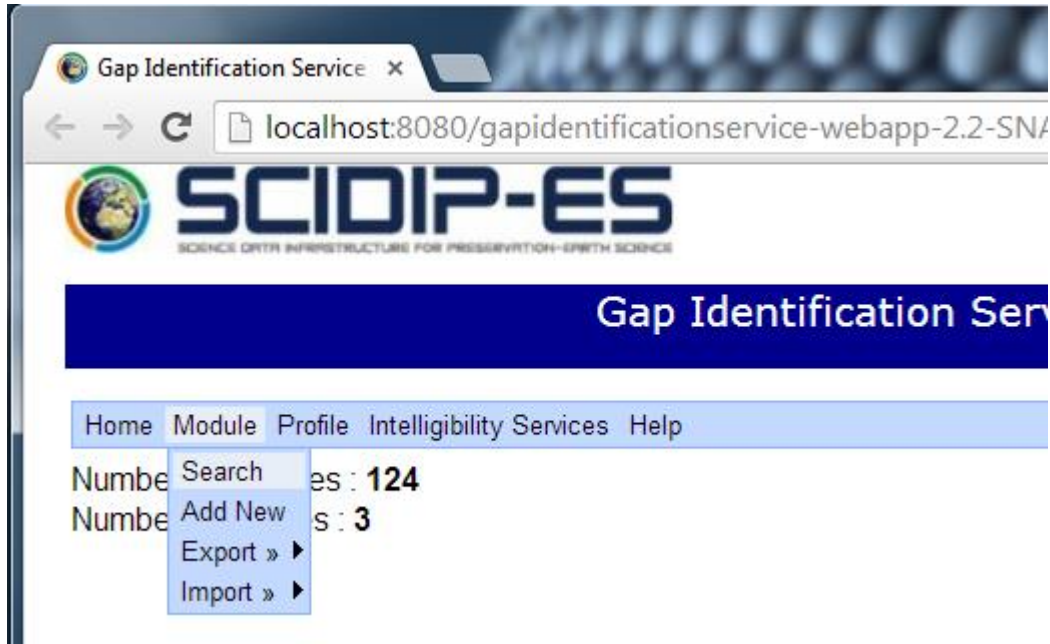 Gap Identification Service ×
localhost:8080/gapidentificationservice-webapp-2.2-SNA
SCIDIP-ES
SCIENCE DATA INFRASTRUCTURE FOR PRESERVATION-EARTH SCIENCE
Gap Identification Serv
Home Module Profile Intelligibility Services Help
Numbe es : 124
Numbe s : 3
Search
Add New
Export »
Import »